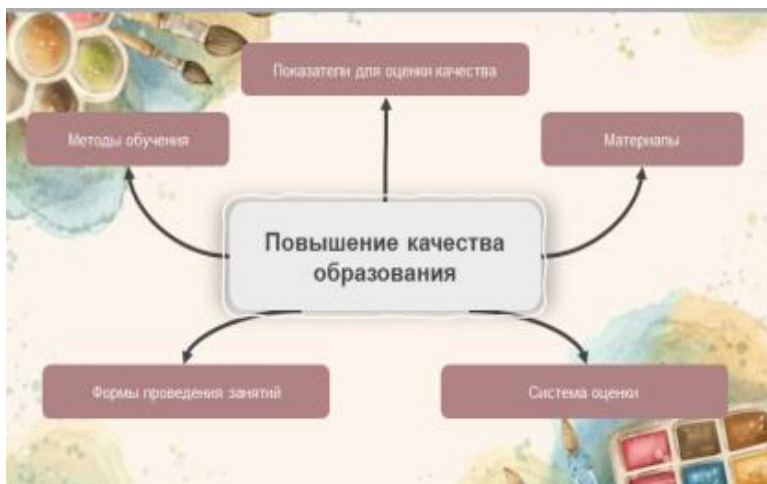 Показатели для оценки качества
Методы обучения
Материалы
Повышение качества
образования
Формы проведения занятий
Система оценки